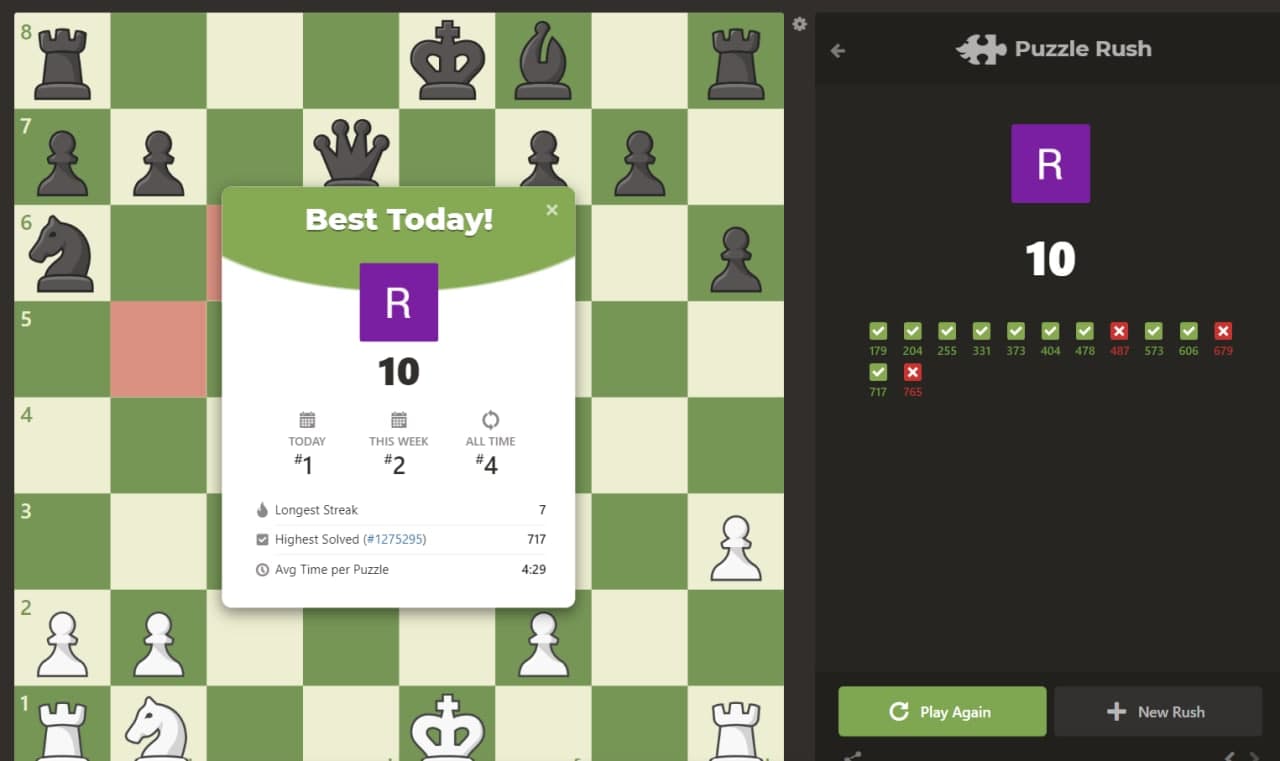 8
7
6
5
4
3
2
1
Best Today!
×
R
10
TODAY
#1
THIS WEEK
#2
ALL TIME
#4
Longest Streak 7
Highest Solved (#1275295) 717
Avg Time per Puzzle 4:29
Puzzle Rush
R
10
179 204 255 331 373 404 478 487 573 606 679
717 765
Play Again
New Rush